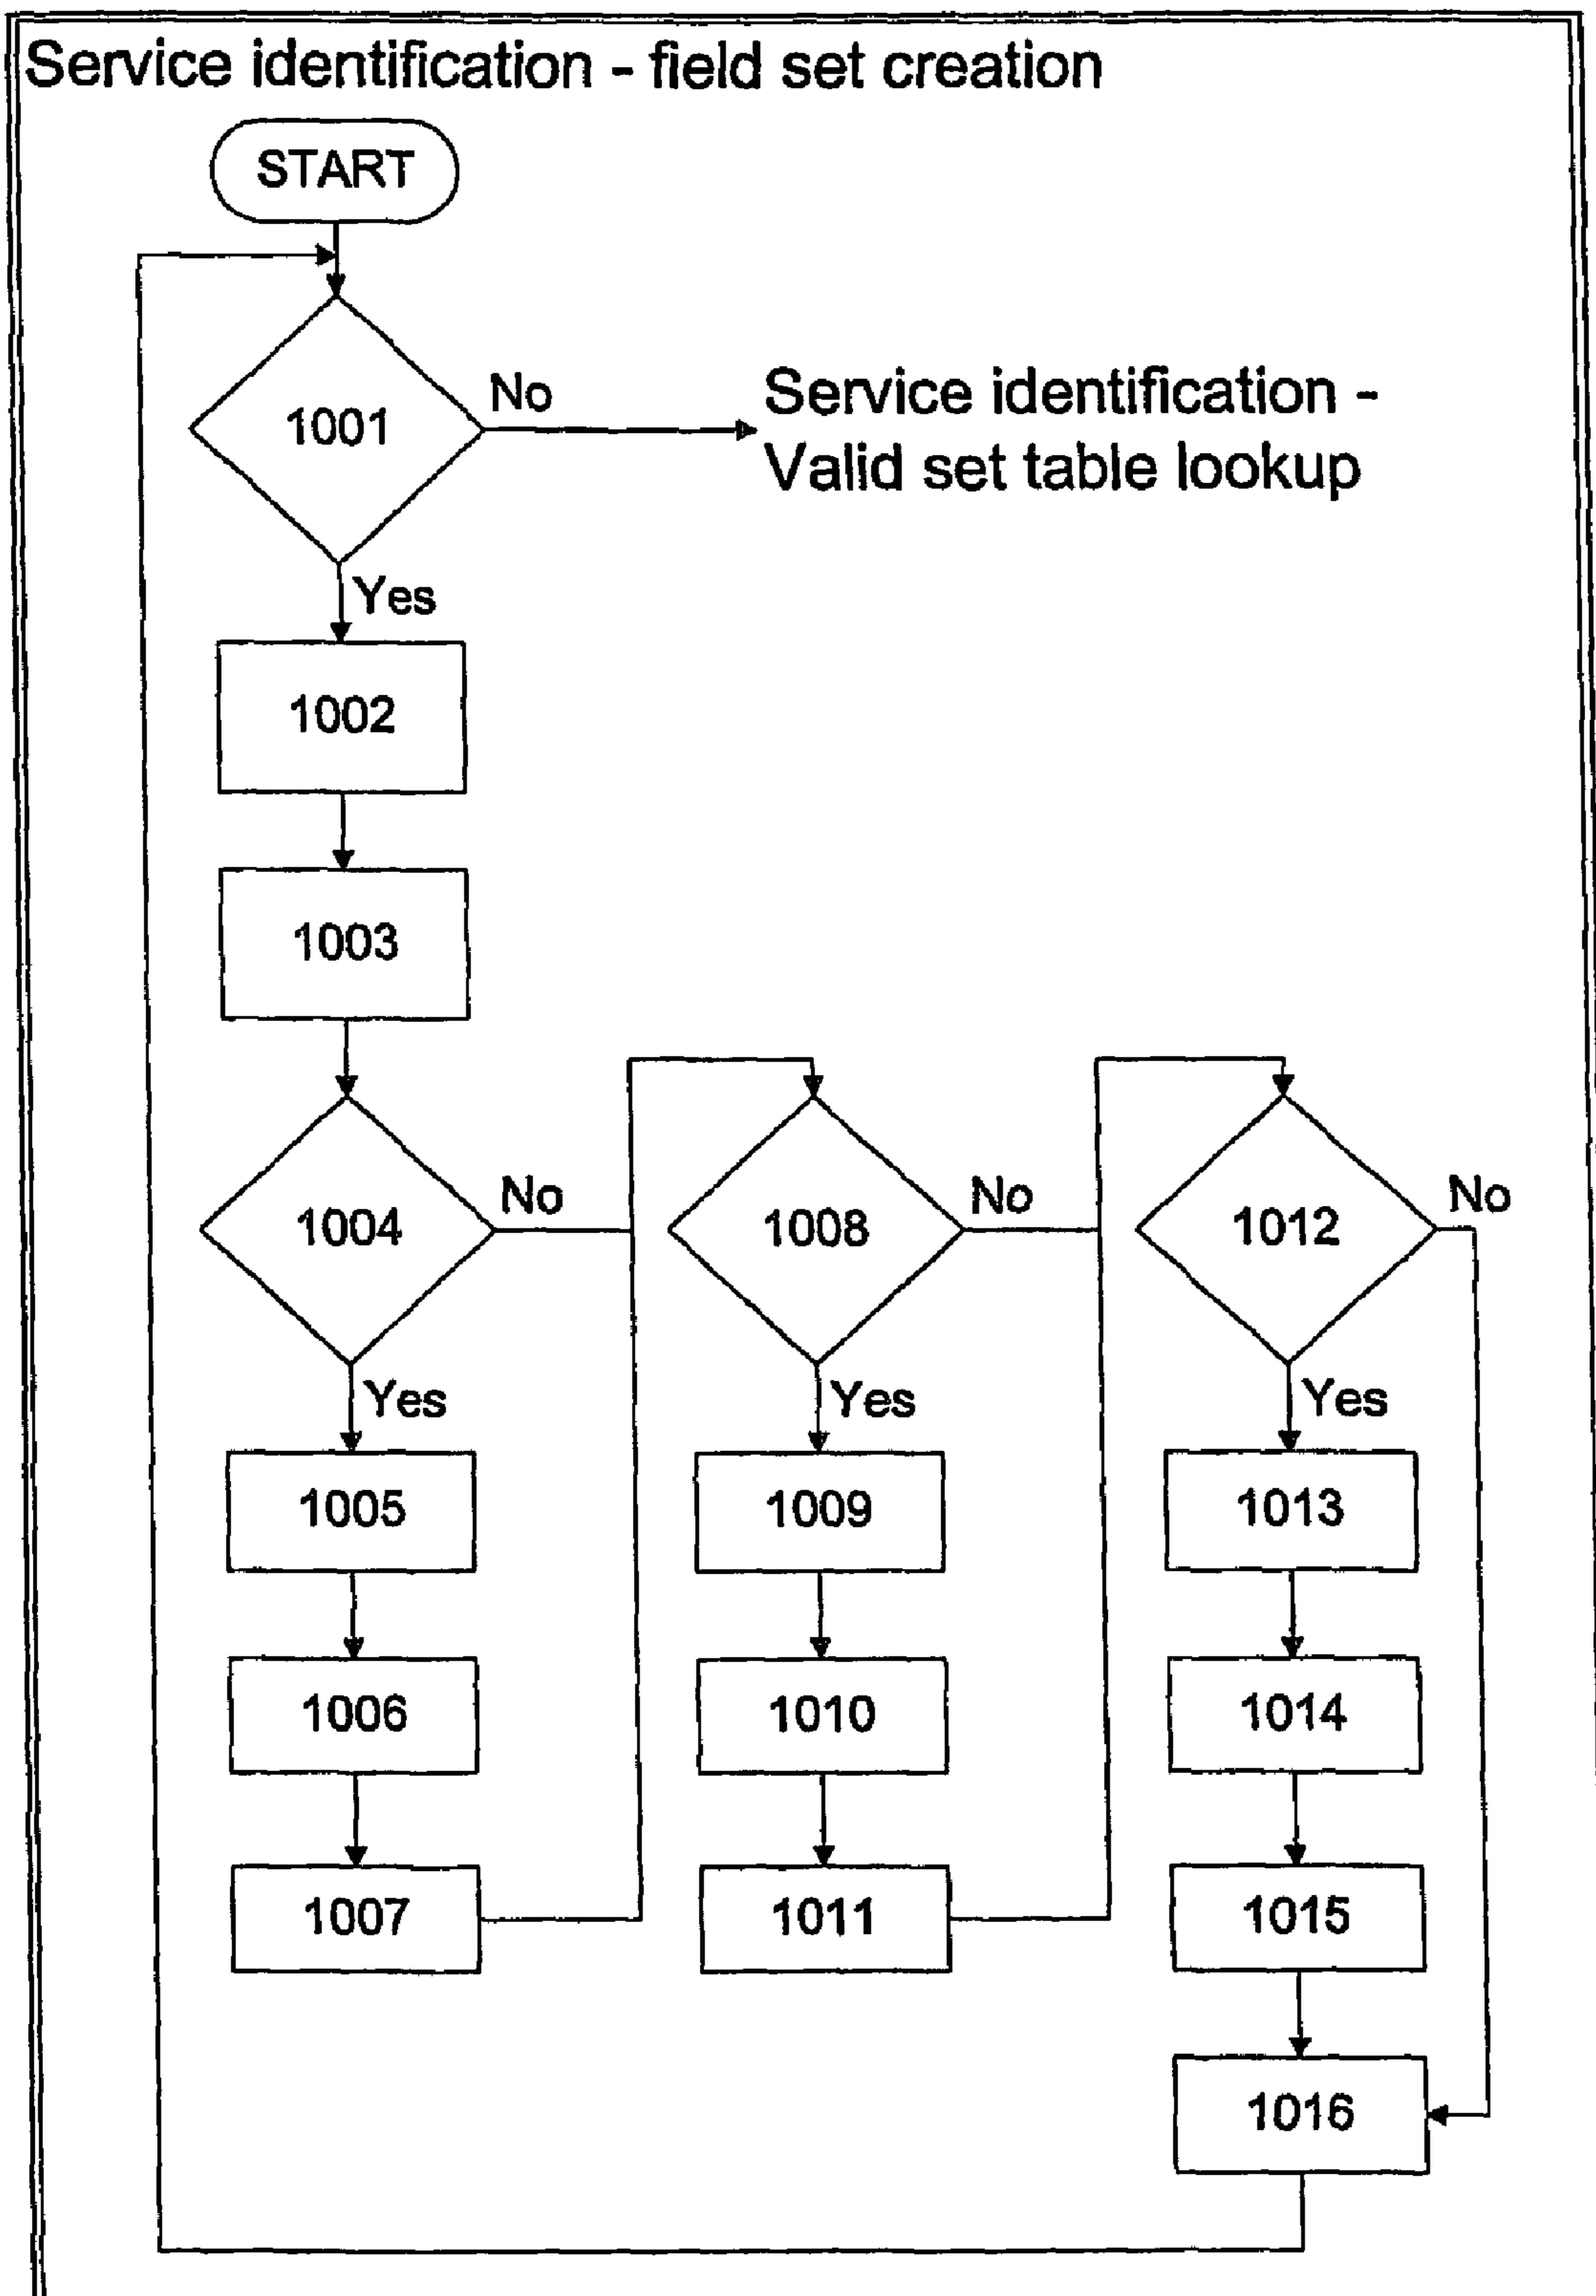 Service identification - field set creation
START
1001
No
Service identification -
Valid set table lookup
Yes
1002
1003
1004
No
1008
No
1012
No
Yes
Yes
Yes
1005
1009
1013
1006
1010
1014
1007
1011
1015
1016